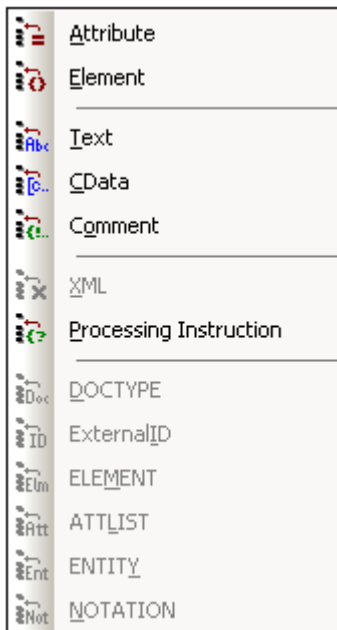 Attribute
Element
Text
CData
Comment
XML
Processing Instruction
DOCTYPE
ExternalID
ELEMENT
ATTLIST
ENTITY
NOTATION